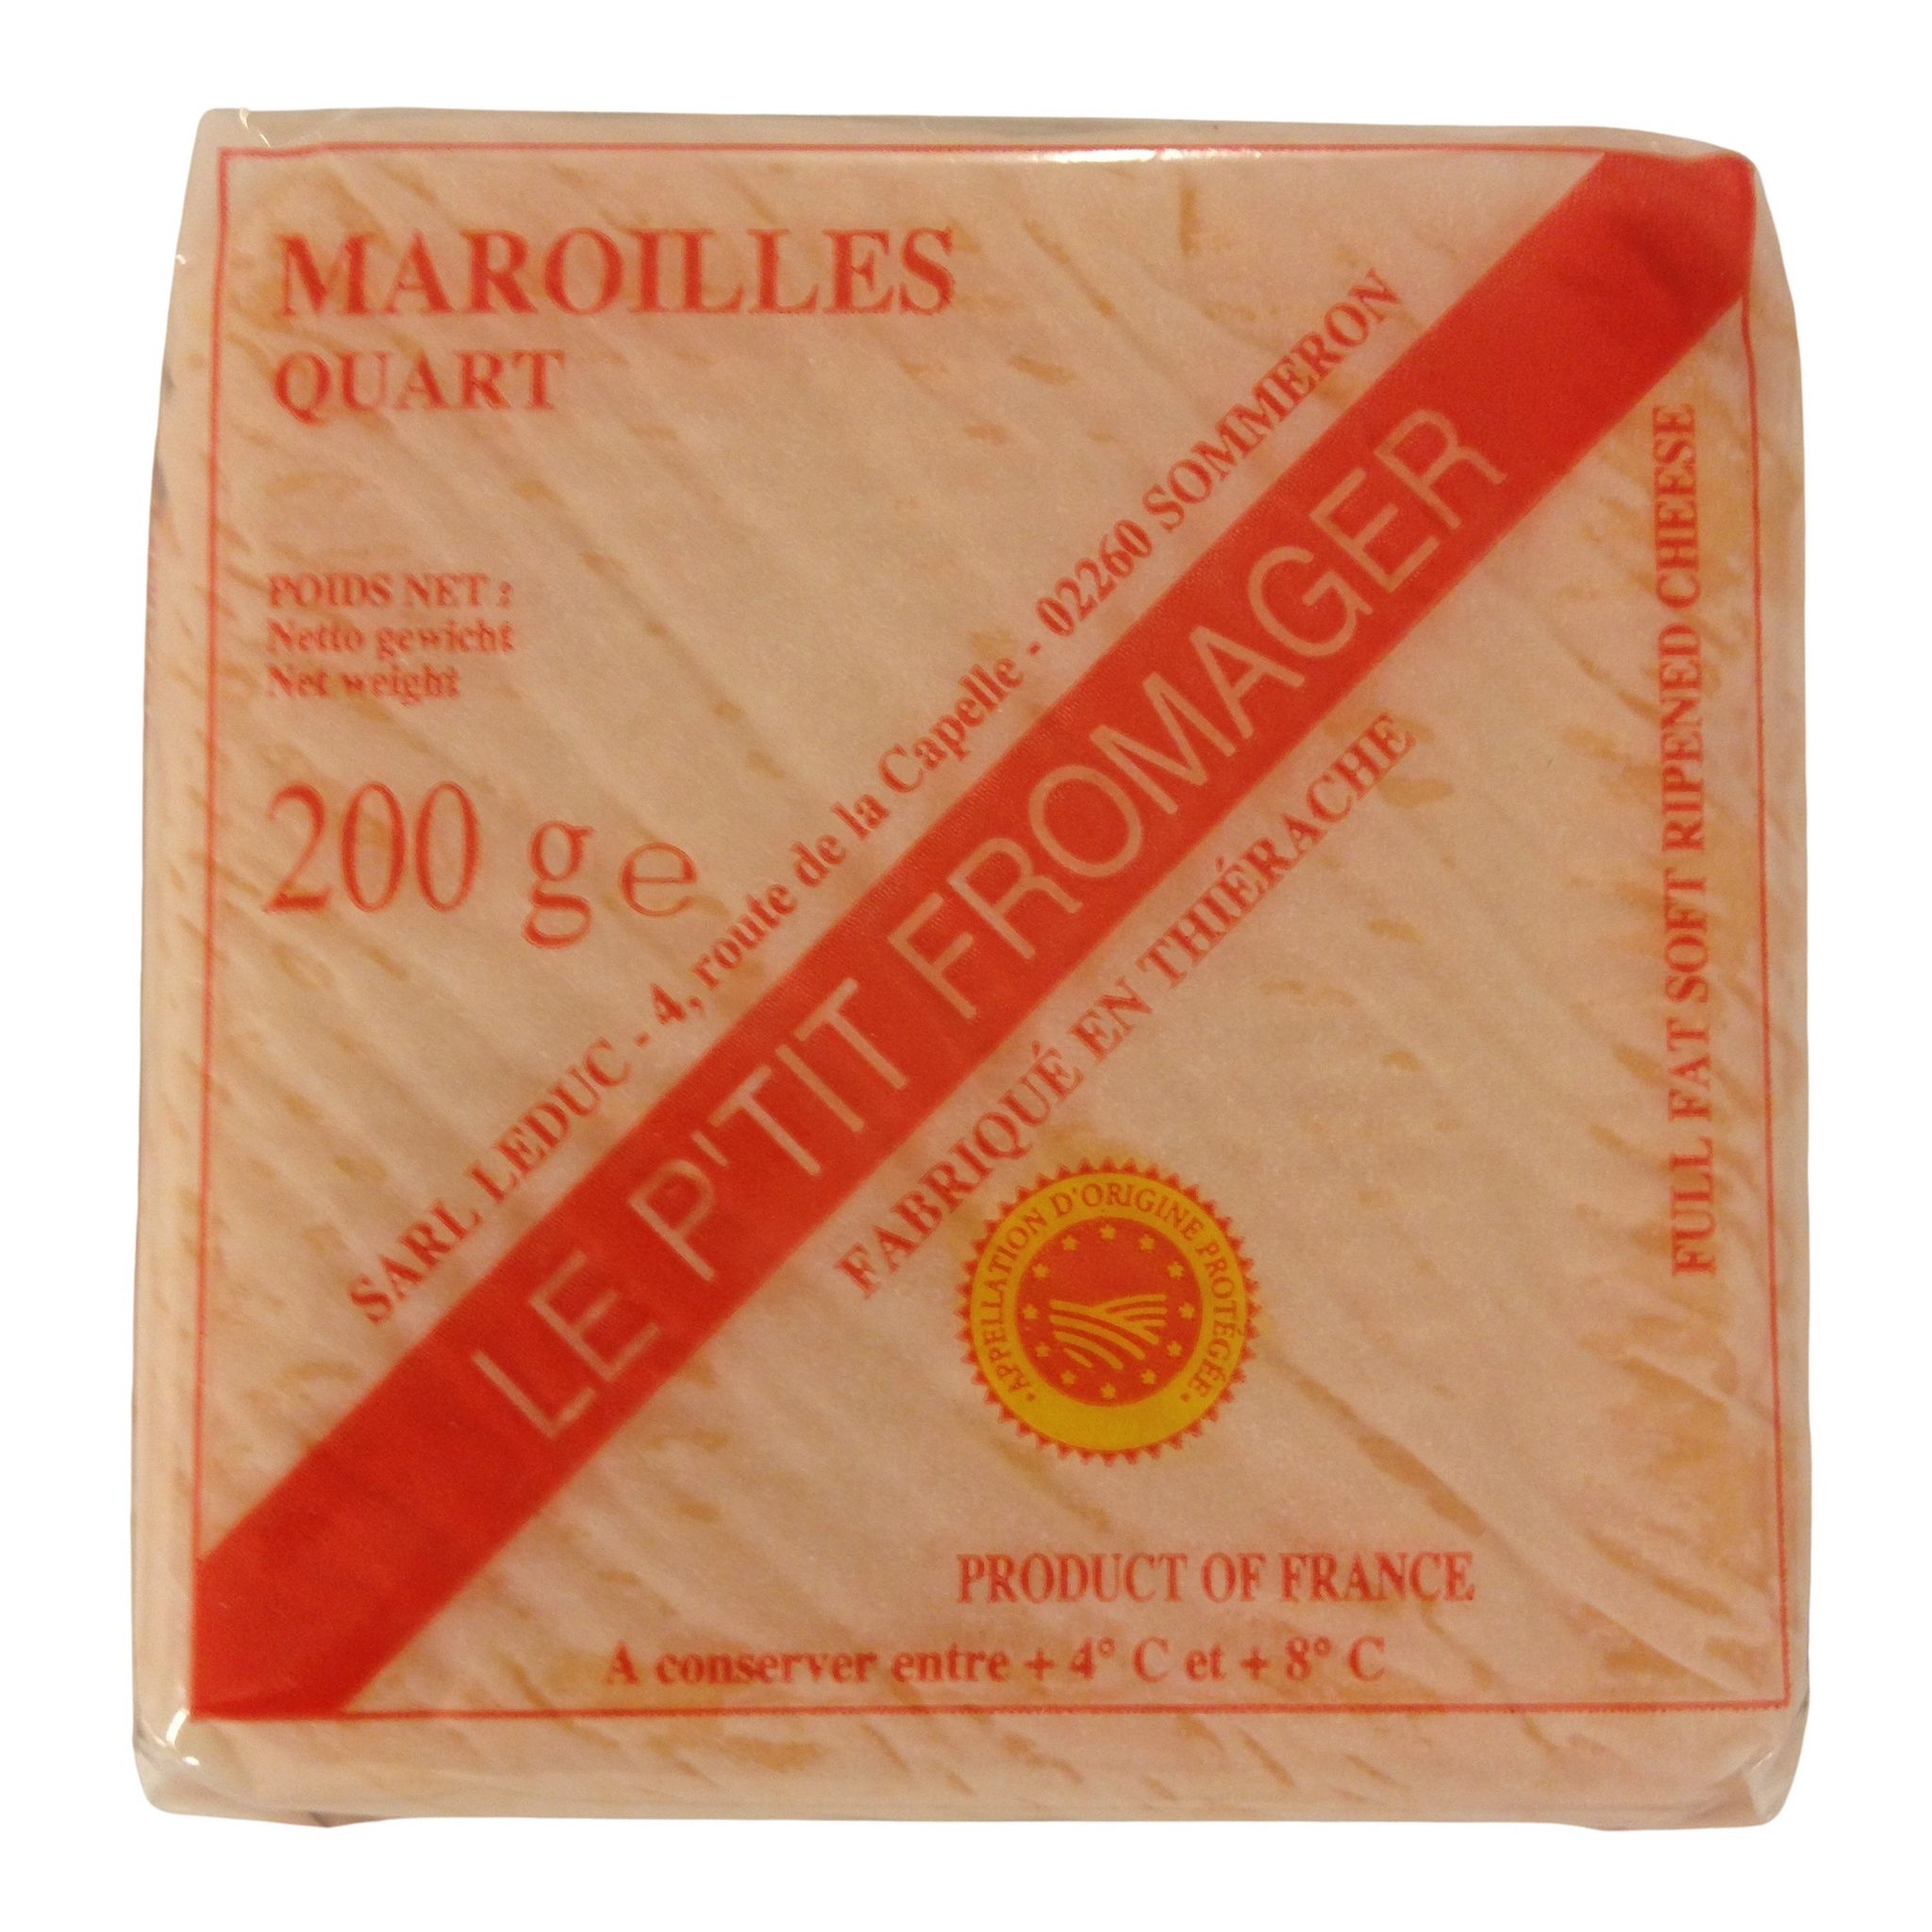 MAROILLES
QUART
POIDS NET :
Netto gewicht
Net weight
200 g e
SARL LEDUC - 4, route de la Capelle - 02260 SOMMERON
LE P'TIT FROMAGER
FABRIQUÉ EN THIÉRACHE
FULL FAT SOFT RIPENED CHEESE
• APPELLATION D'ORIGINE PROTÉGÉE •
PRODUCT OF FRANCE
A conserver entre + 4° C et + 8° C